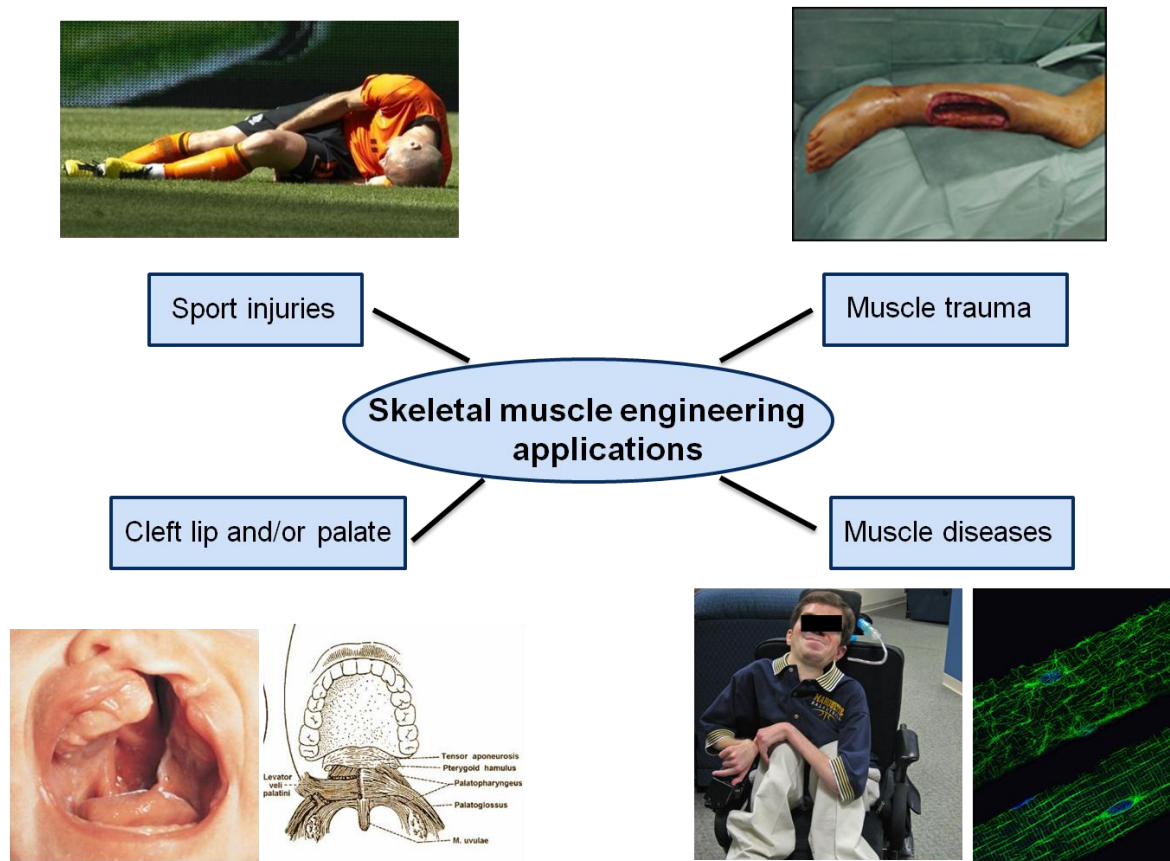 Sport injuries
Muscle trauma
Skeletal muscle engineering
applications
Cleft lip and/or palate
Muscle diseases
Tensor aponeurosis
Pterygoid hamulus
Levator
veli
palatini
Palatopharyngeus
Palatoglossus
M. uvulae